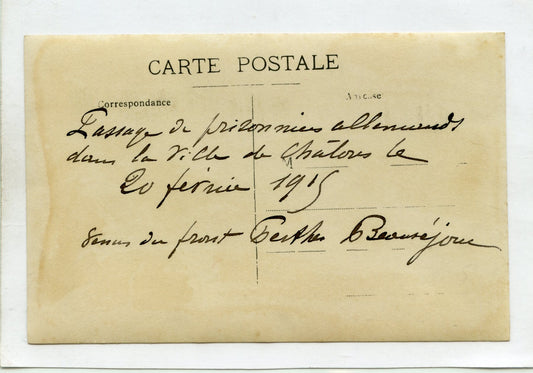 CARTE POSTALE
Correspondance Adresse
Passage de prisonniers allemands
dans la ville de Châlons le
M
20 février 1915
venus du front Perthes Beauséjour